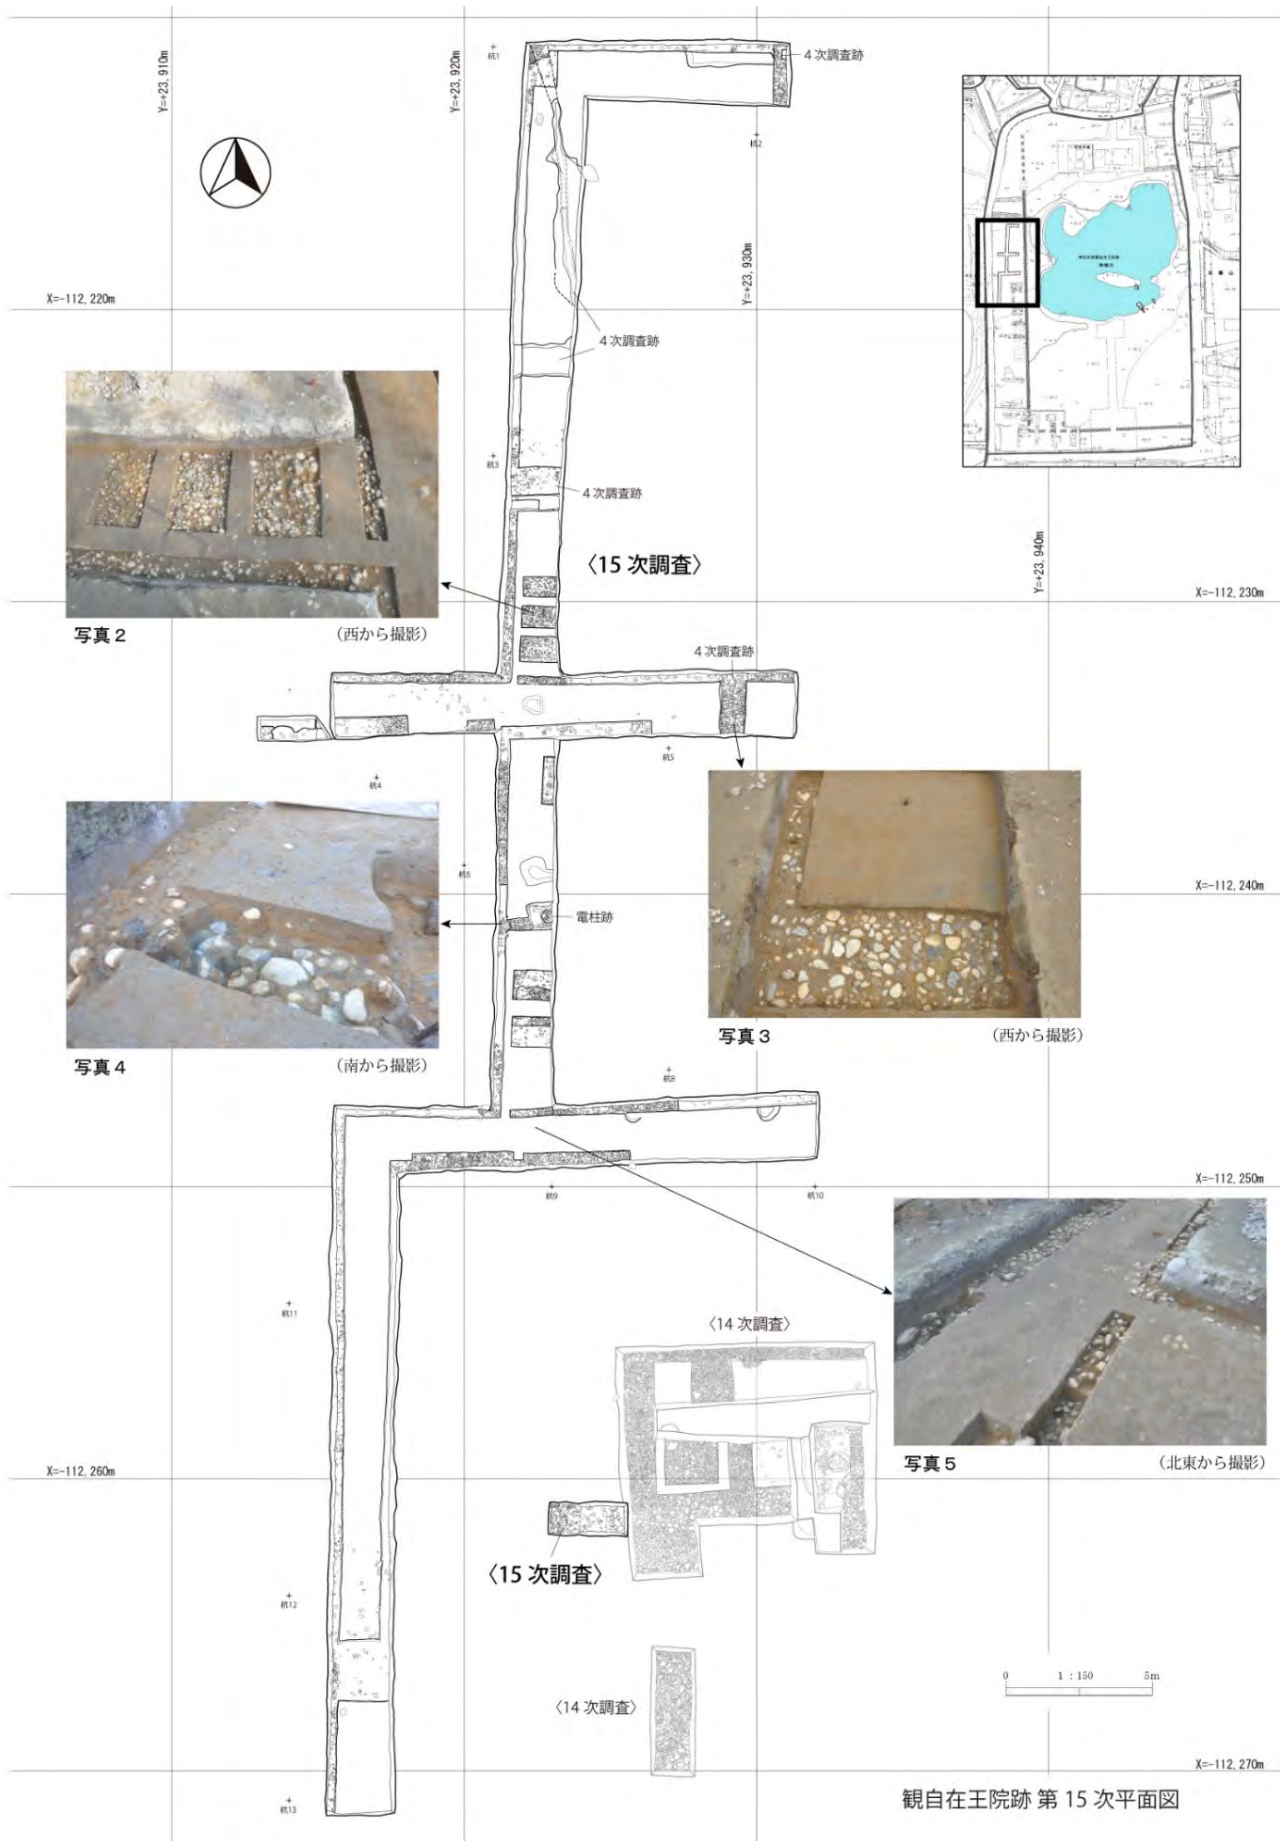 Y=+23,910m
Y=+23,920m
杭1
4次調査跡
杭2
Y=+23,930m
X=-112,220m
4次調査跡
杭3
4次調査跡
〈15次調査〉
Y=+23,940m
X=-112,230m
写真2
(西から撮影)
4次調査跡
杭4
杭5
杭6
電柱跡
X=-112,240m
写真3
(西から撮影)
写真4
(南から撮影)
杭8
杭9
杭10
X=-112,250m
杭11
〈14次調査〉
写真5
(北東から撮影)
X=-112,260m
〈15次調査〉
杭12
〈14次調査〉
0 1:150 5m
X=-112,270m
杭13
観自在王院跡 第15次平面図